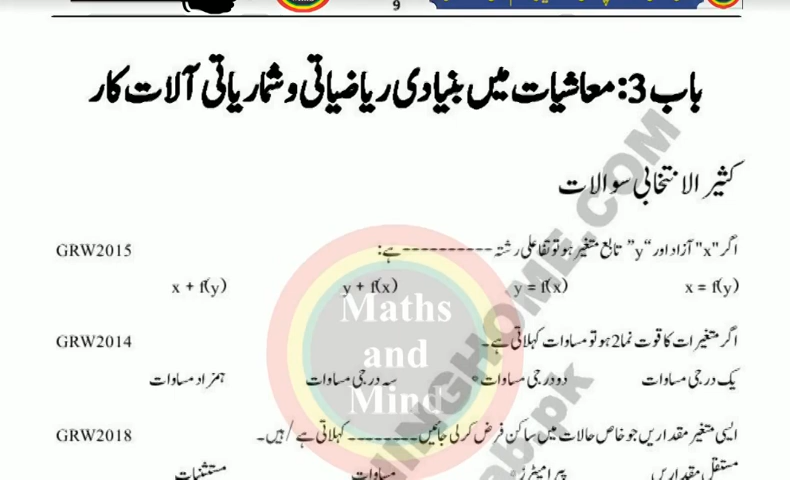 باب 3: معاشیات میں بنیادی ریاضیاتی و شماریاتی آلات کار
کثیر الانتخابی سوالات
اگر "x" آزاد اور "y" تابع متغیر ہو تو تفاعلی رشتہ ----------- ہے: GRW2015
x = f(y) y = f(x) y + f(x) x + f(y)
اگر متغیرات کا قوت نما 2 ہو تو مساوات کہلاتی ہے۔ GRW2014
یک درجی مساوات دو درجی مساوات سہ درجی مساوات ہمزاد مساوات
ایسی متغیر مقداریں جو خاص حالات میں ساکن فرض کر لی جائیں ۔۔۔۔۔۔۔۔ کہلاتی ہے/ہیں۔ GRW2018
مستقل مقداریں پیرامیٹرز مساوات مستثنیات
Maths
and
Mind